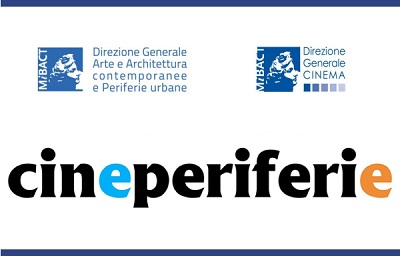 MiBACT
Direzione Generale
Arte e Architettura
contemporanee
e Periferie urbane
MiBACT
Direzione
Generale
CINEMA
cineperiferie